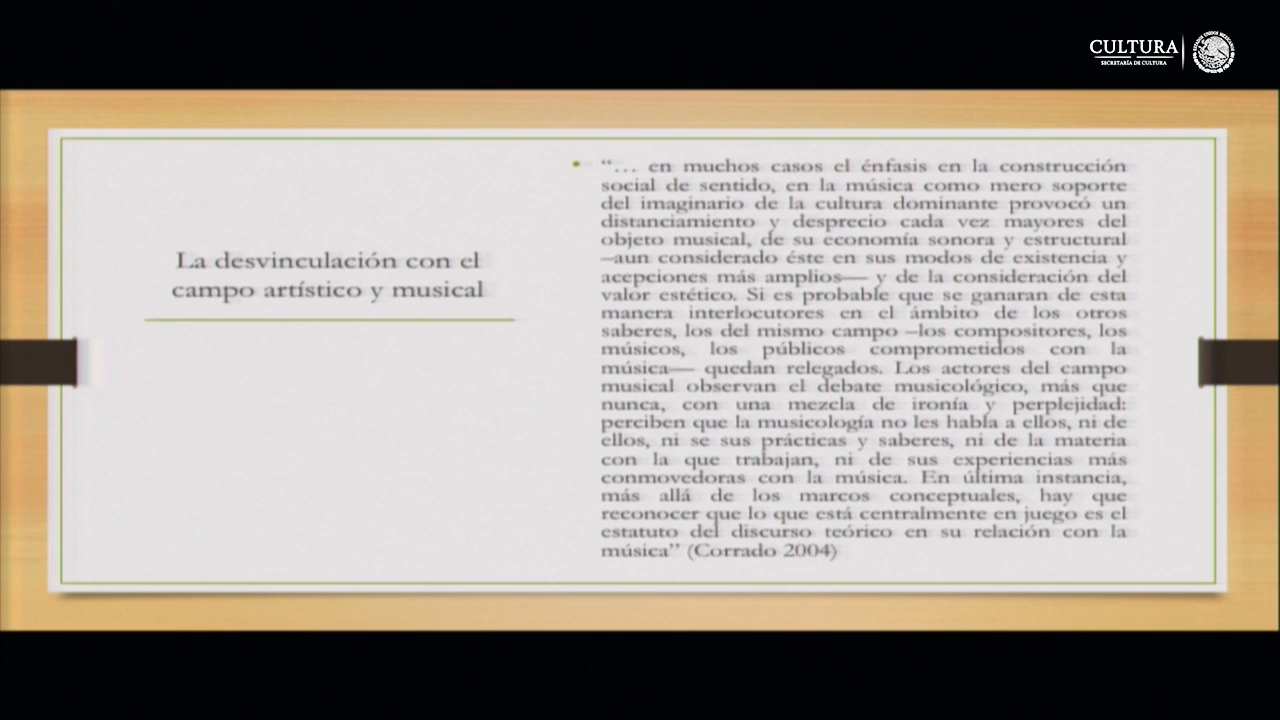 CULTURA
SECRETARÍA DE CULTURA
La desvinculación con el
campo artístico y musical
• “… en muchos casos el énfasis en la construcción
social de sentido, en la música como mero soporte
del imaginario de la cultura dominante provocó un
distanciamiento y desprecio cada vez mayores del
objeto musical, de su economía sonora y estructural
–aun considerado éste en sus modos de existencia y
acepciones más amplios— y de la consideración del
valor estético. Si es probable que se ganaran de esta
manera interlocutores en el ámbito de los otros
saberes, los del mismo campo –los compositores, los
músicos, los públicos comprometidos con la
música— quedan relegados. Los actores del campo
musical observan el debate musicológico, más que
nunca, con una mezcla de ironía y perplejidad:
perciben que la musicología no les habla a ellos, ni de
ellos, ni se sus prácticas y saberes, ni de la materia
con la que trabajan, ni de sus experiencias más
conmovedoras con la música. En última instancia,
más allá de los marcos conceptuales, hay que
reconocer que lo que está centralmente en juego es el
estatuto del discurso teórico en su relación con la
música” (Corrado 2004)